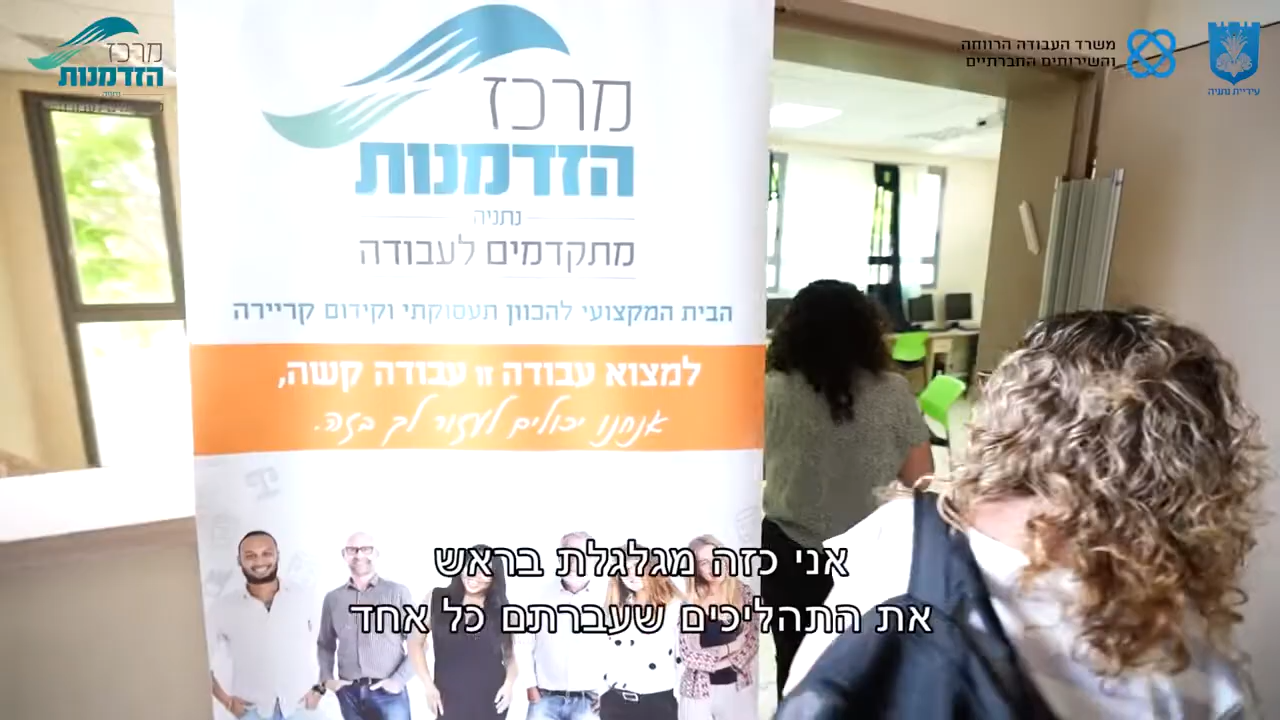 מרכז
הזדמנות
נתניה
משרד העבודה הרווחה
והשירותים החברתיים
עיריית נתניה
מרכז
הזדמנות
נתניה
מתקדמים לעבודה
הבית המקצועי להכוון תעסוקתי וקידום קריירה
למצוא עבודה זו עבודה קשה,
אנחנו יכולים לעזור לך בזה.
אני כזה מגלגלת בראש
את התהליכים שעברתם כל אחד